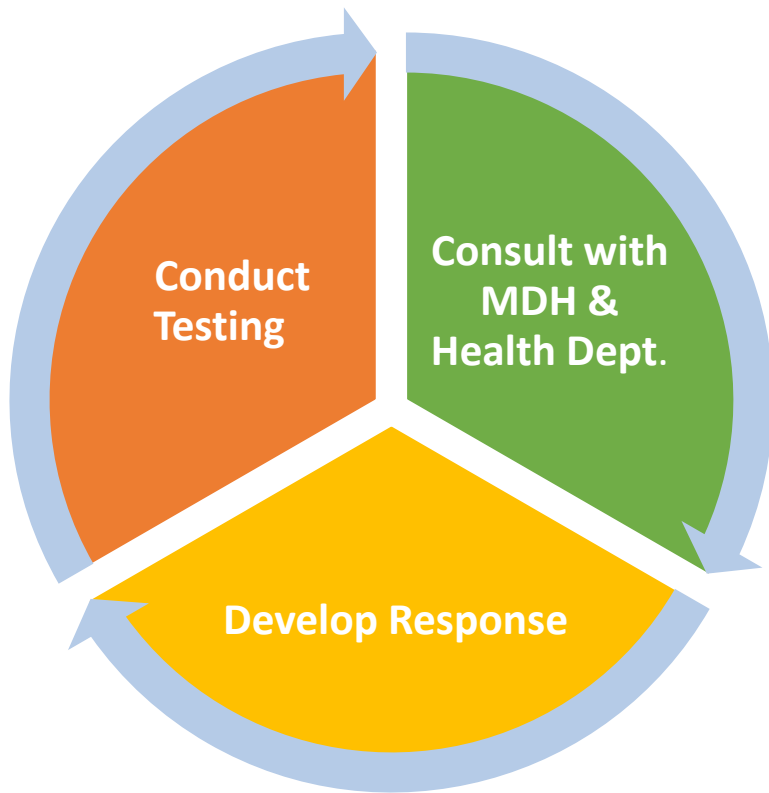 Conduct
Testing
Consult with
MDH &
Health Dept.
Develop Response